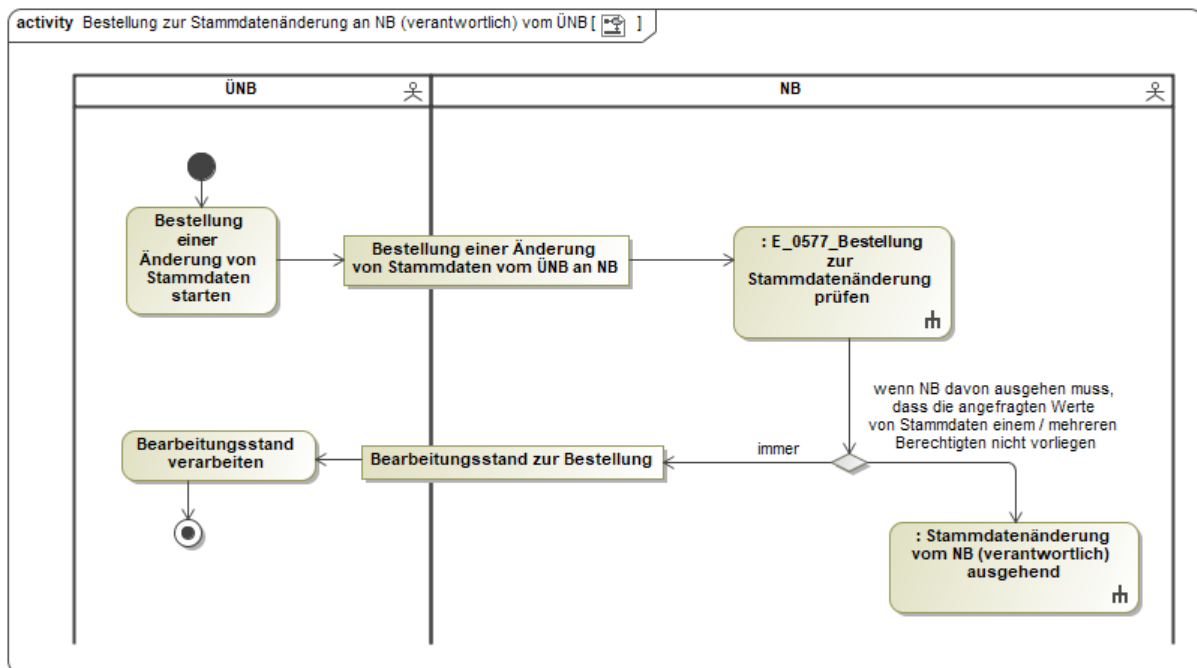 activity Bestellung zur Stammdatenänderung an NB (verantwortlich) vom ÜNB [ ]
ÜNB
NB
Bestellung
einer
Änderung von
Stammdaten
starten
Bestellung einer Änderung
von Stammdaten vom ÜNB an NB
: E_0577_Bestellung
zur
Stammdatenänderung
prüfen
wenn NB davon ausgehen muss,
dass die angefragten Werte
von Stammdaten einem / mehreren
Berechtigten nicht vorliegen
immer
Bearbeitungsstand zur Bestellung
Bearbeitungsstand
verarbeiten
: Stammdatenänderung
vom NB (verantwortlich)
ausgehend